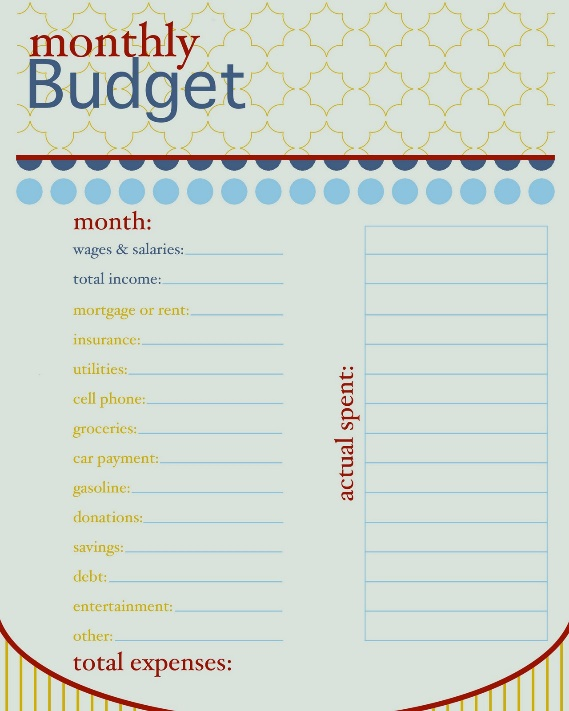 monthly
Budget
month:
wages & salaries:
total income:
mortgage or rent:
insurance:
utilities:
cell phone:
groceries:
car payment:
gasoline:
donations:
savings:
debt:
entertainment:
other:
total expenses:
actual spent: